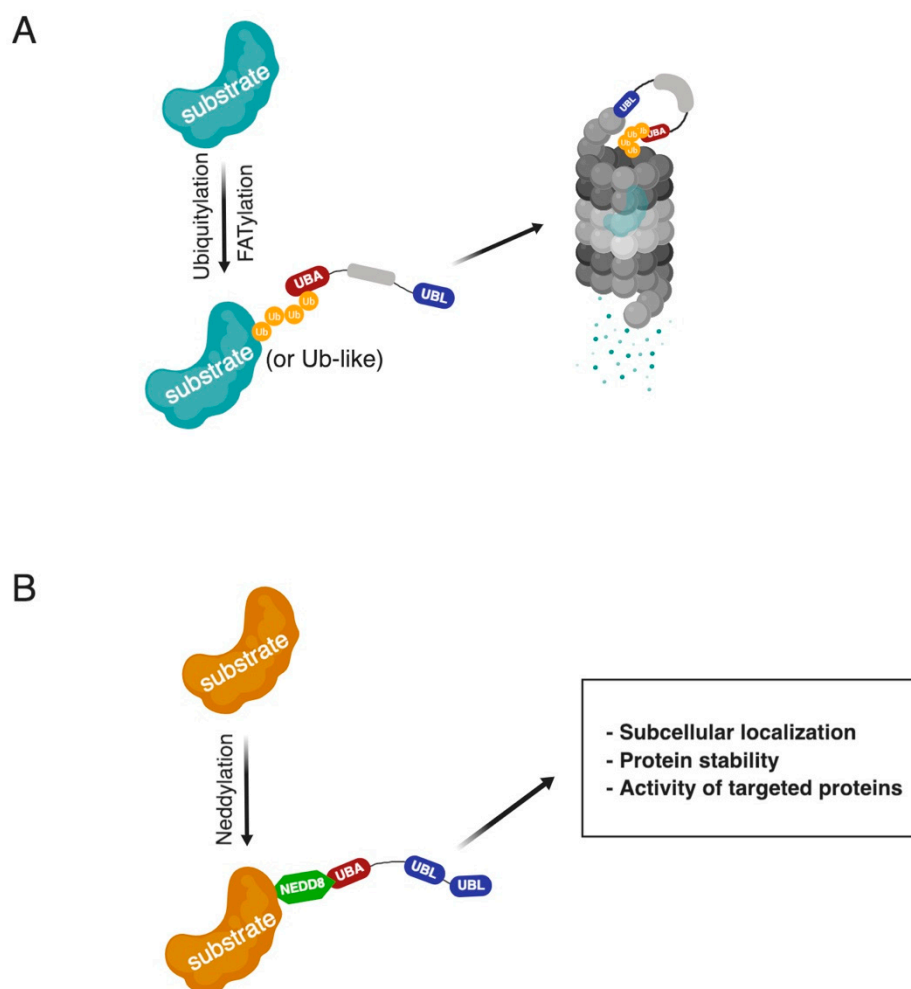 A
substrate
Ubiquitylation
FATylation
UBL
Ub
Ub
Ub
Ub
UBA
UBA
UBL
Ub
Ub
Ub
Ub
substrate
(or Ub-like)
B
substrate
Neddylation
- Subcellular localization
- Protein stability
- Activity of targeted proteins
NEDD8
UBA
UBL
UBL
substrate